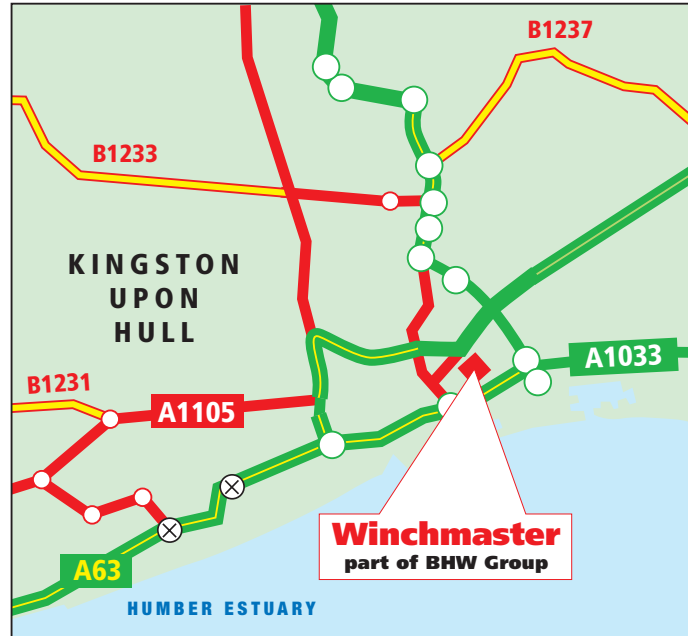 B1237
B1233
KINGSTON
UPON
HULL
A1033
B1231
A1105
Winchmaster
part of BHW Group
A63
HUMBER ESTUARY